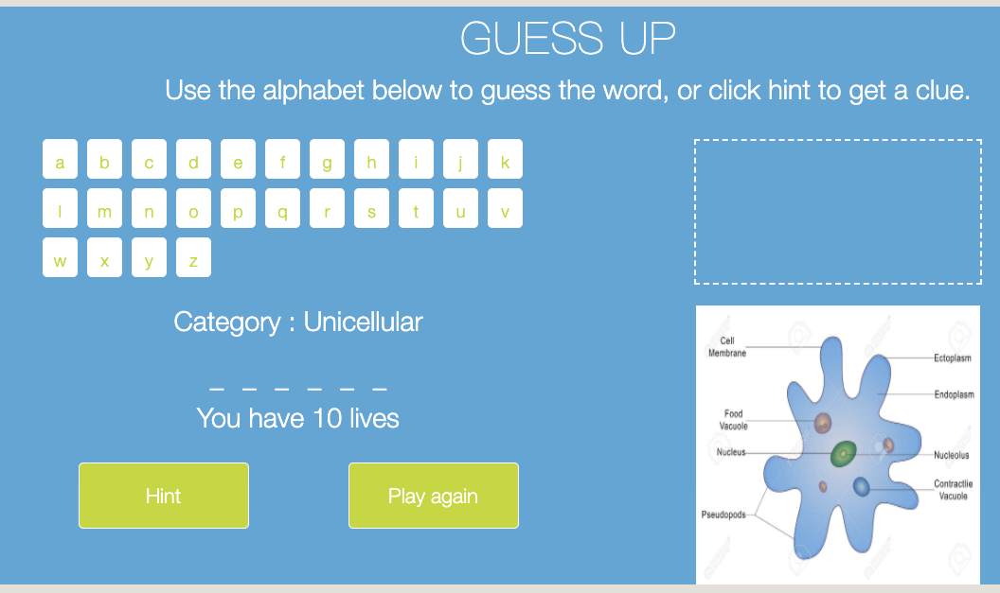 GUESS UP
Use the alphabet below to guess the word, or click hint to get a clue.
a b c d e f g h i j k
l m n o p q r s t u v
w x y z
Category : Unicellular
_ _ _ _ _ _
You have 10 lives
Hint
Play again
Cell
Membrane
Ectoplasm
Endoplasm
Food
Vacuole
Nucleus
Nucleolus
Contractlie
Vacuole
Pseudopods